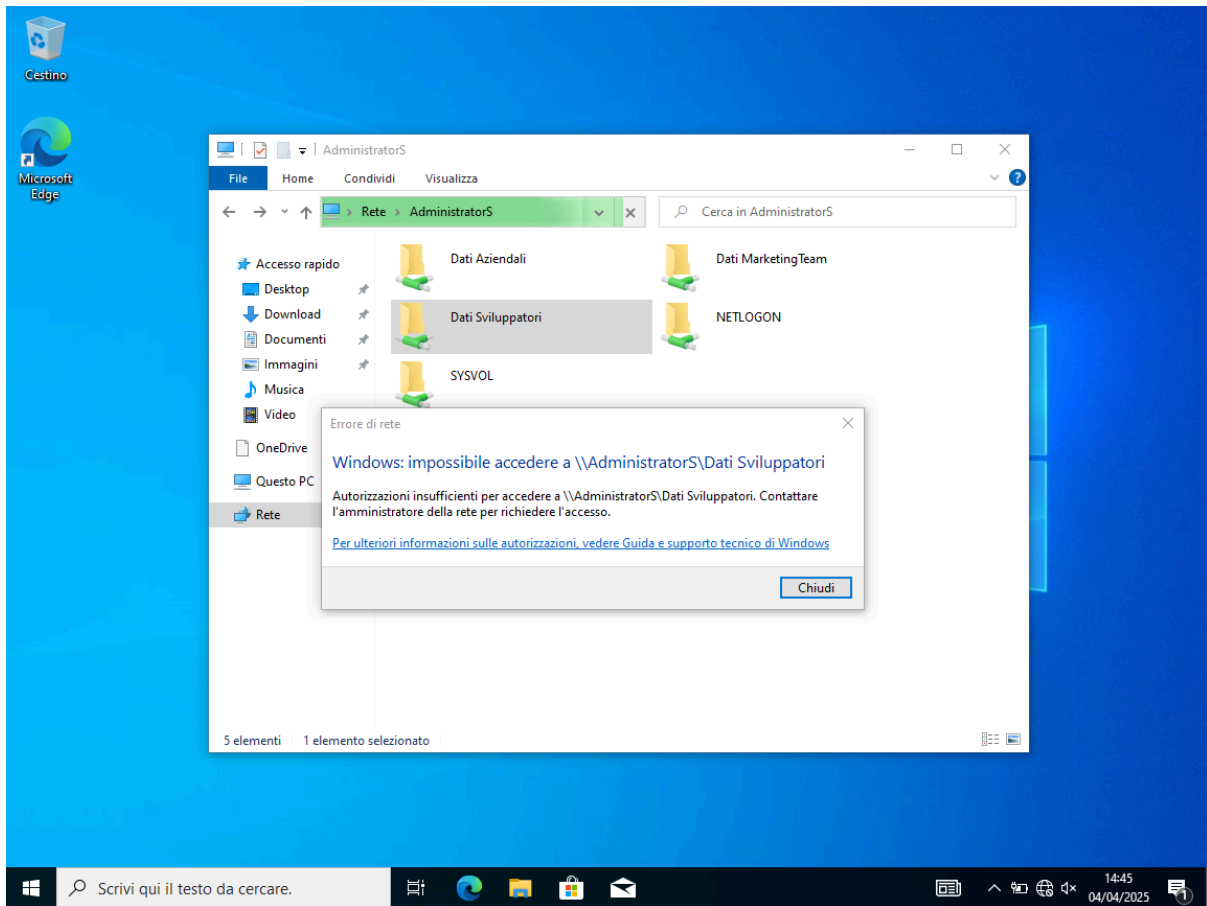 Cestino
Microsoft
Edge
AdministratorS
File Home Condividi Visualizza
Rete AdministratorS
Cerca in AdministratorS
Accesso rapido
Desktop
Download
Documenti
Immagini
Musica
Video
OneDrive
Questo PC
Rete
Dati Aziendali
Dati MarketingTeam
Dati Sviluppatori
NETLOGON
SYSVOL
Errore di rete
Windows: impossibile accedere a \\AdministratorS\Dati Sviluppatori
Autorizzazioni insufficienti per accedere a \\AdministratorS\Dati Sviluppatori. Contattare
l'amministratore della rete per richiedere l'accesso.
Per ulteriori informazioni sulle autorizzazioni, vedere Guida e supporto tecnico di Windows
Chiudi
5 elementi 1 elemento selezionato
Scrivi qui il testo da cercare.
14:45
04/04/2025
1